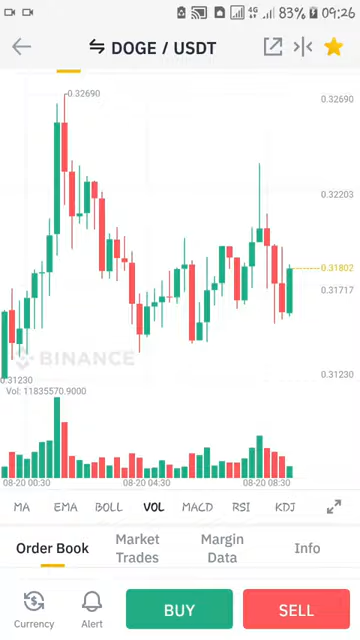 4G 83% 09:26
DOGE / USDT
0.32690
0.32690
0.32203
0.31802
0.31717
BINANCE
0.31230
0.31230
Vol: 11835570.9000
08-20 00:30 08-20 04:30 08-20 08:30
MA EMA BOLL VOL MACD RSI KDJ
Order Book Market Trades Margin Data Info
Currency Alert BUY SELL